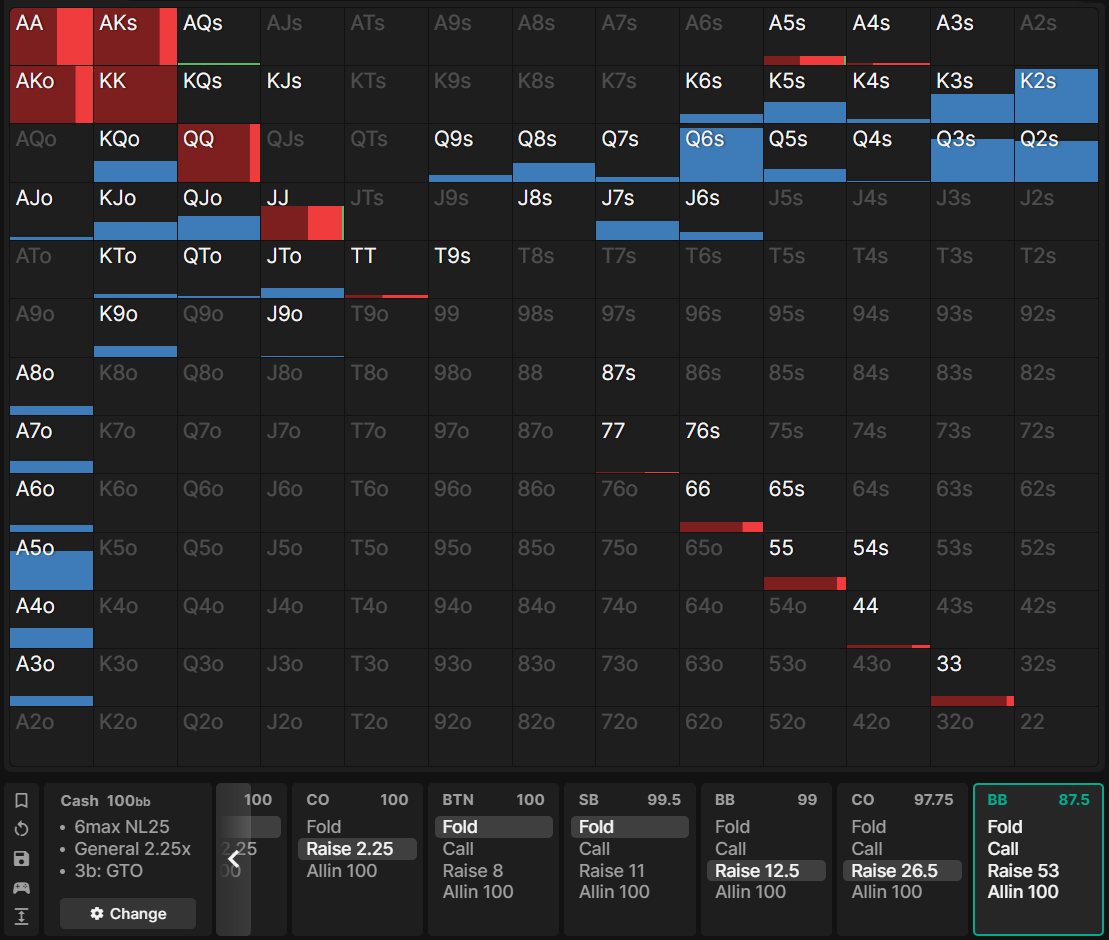 AA AKs AQs AJs ATs A9s A8s A7s A6s A5s A4s A3s A2s
AKo KK KQs KJs KTs K9s K8s K7s K6s K5s K4s K3s K2s
AQo KQo QQ QJs QTs Q9s Q8s Q7s Q6s Q5s Q4s Q3s Q2s
AJo KJo QJo JJ JTs J9s J8s J7s J6s J5s J4s J3s J2s
ATo KTo QTo JTo TT T9s T8s T7s T6s T5s T4s T3s T2s
A9o K9o Q9o J9o T9o 99 98s 97s 96s 95s 94s 93s 92s
A8o K8o Q8o J8o T8o 98o 88 87s 86s 85s 84s 83s 82s
A7o K7o Q7o J7o T7o 97o 87o 77 76s 75s 74s 73s 72s
A6o K6o Q6o J6o T6o 96o 86o 76o 66 65s 64s 63s 62s
A5o K5o Q5o J5o T5o 95o 85o 75o 65o 55 54s 53s 52s
A4o K4o Q4o J4o T4o 94o 84o 74o 64o 54o 44 43s 42s
A3o K3o Q3o J3o T3o 93o 83o 73o 63o 53o 43o 33 32s
A2o K2o Q2o J2o T2o 92o 82o 72o 62o 52o 42o 32o 22
Cash 100bb
• 6max NL25
• General 2.25x
• 3b: GTO
Change
100
2.25
00
CO 100
Fold
Raise 2.25
Allin 100
BTN 100
Fold
Call
Raise 8
Allin 100
SB 99.5
Fold
Call
Raise 11
Allin 100
BB 99
Fold
Call
Raise 12.5
Allin 100
CO 97.75
Fold
Call
Raise 26.5
Allin 100
BB 87.5
Fold
Call
Raise 53
Allin 100